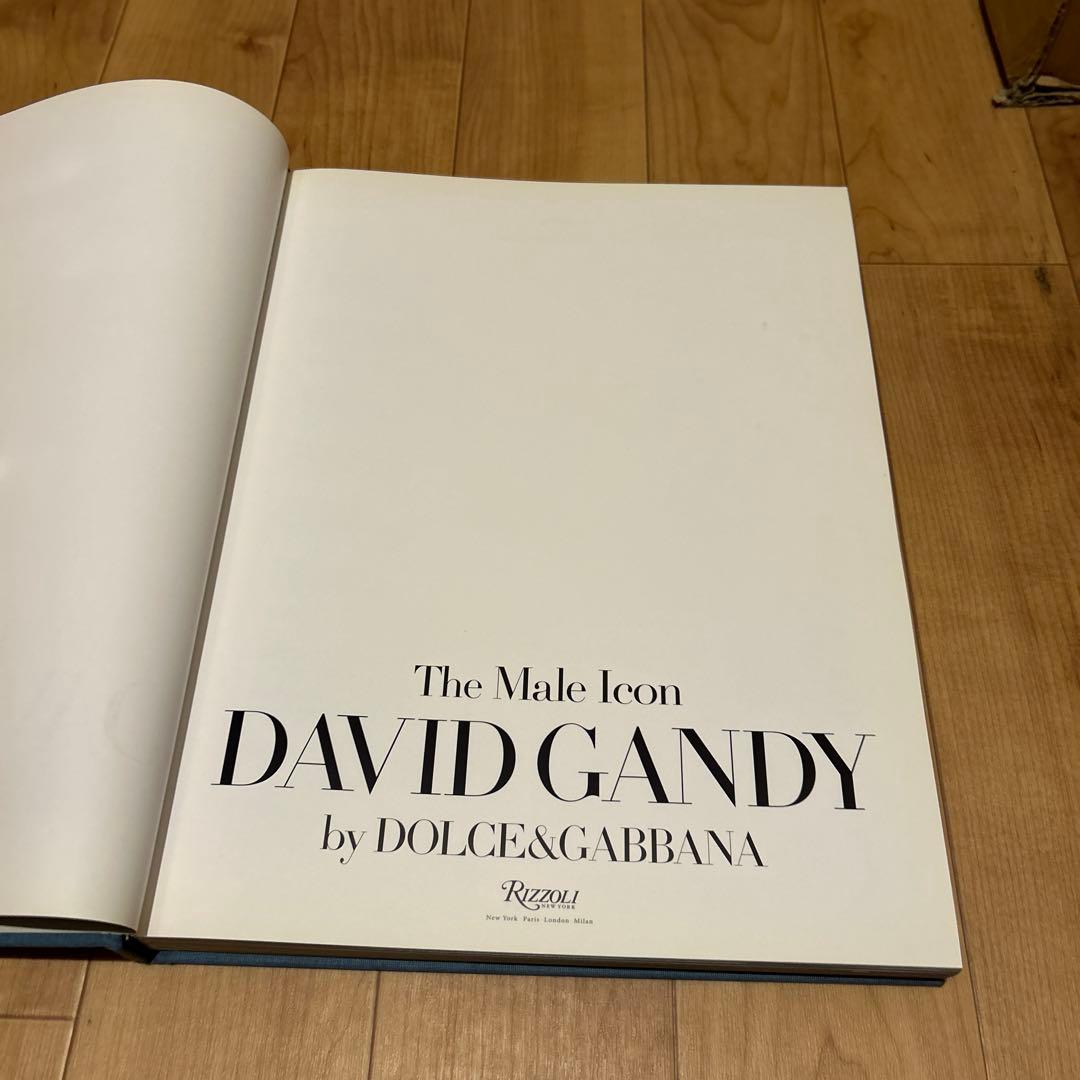 The Male Icon
DAVID GANDY
by DOLCE&GABBANA
RIZZOLI
NEW YORK
New York Paris London Milan